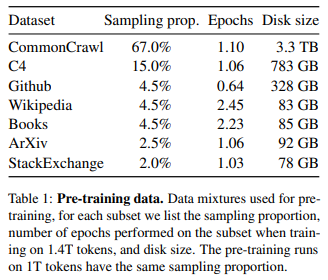 Dataset Sampling prop. Epochs Disk size
CommonCrawl 67.0% 1.10 3.3 TB
C4 15.0% 1.06 783 GB
Github 4.5% 0.64 328 GB
Wikipedia 4.5% 2.45 83 GB
Books 4.5% 2.23 85 GB
ArXiv 2.5% 1.06 92 GB
StackExchange 2.0% 1.03 78 GB
Table 1: Pre-training data. Data mixtures used for pre-
training, for each subset we list the sampling proportion,
number of epochs performed on the subset when train-
ing on 1.4T tokens, and disk size. The pre-training runs
on 1T tokens have the same sampling proportion.